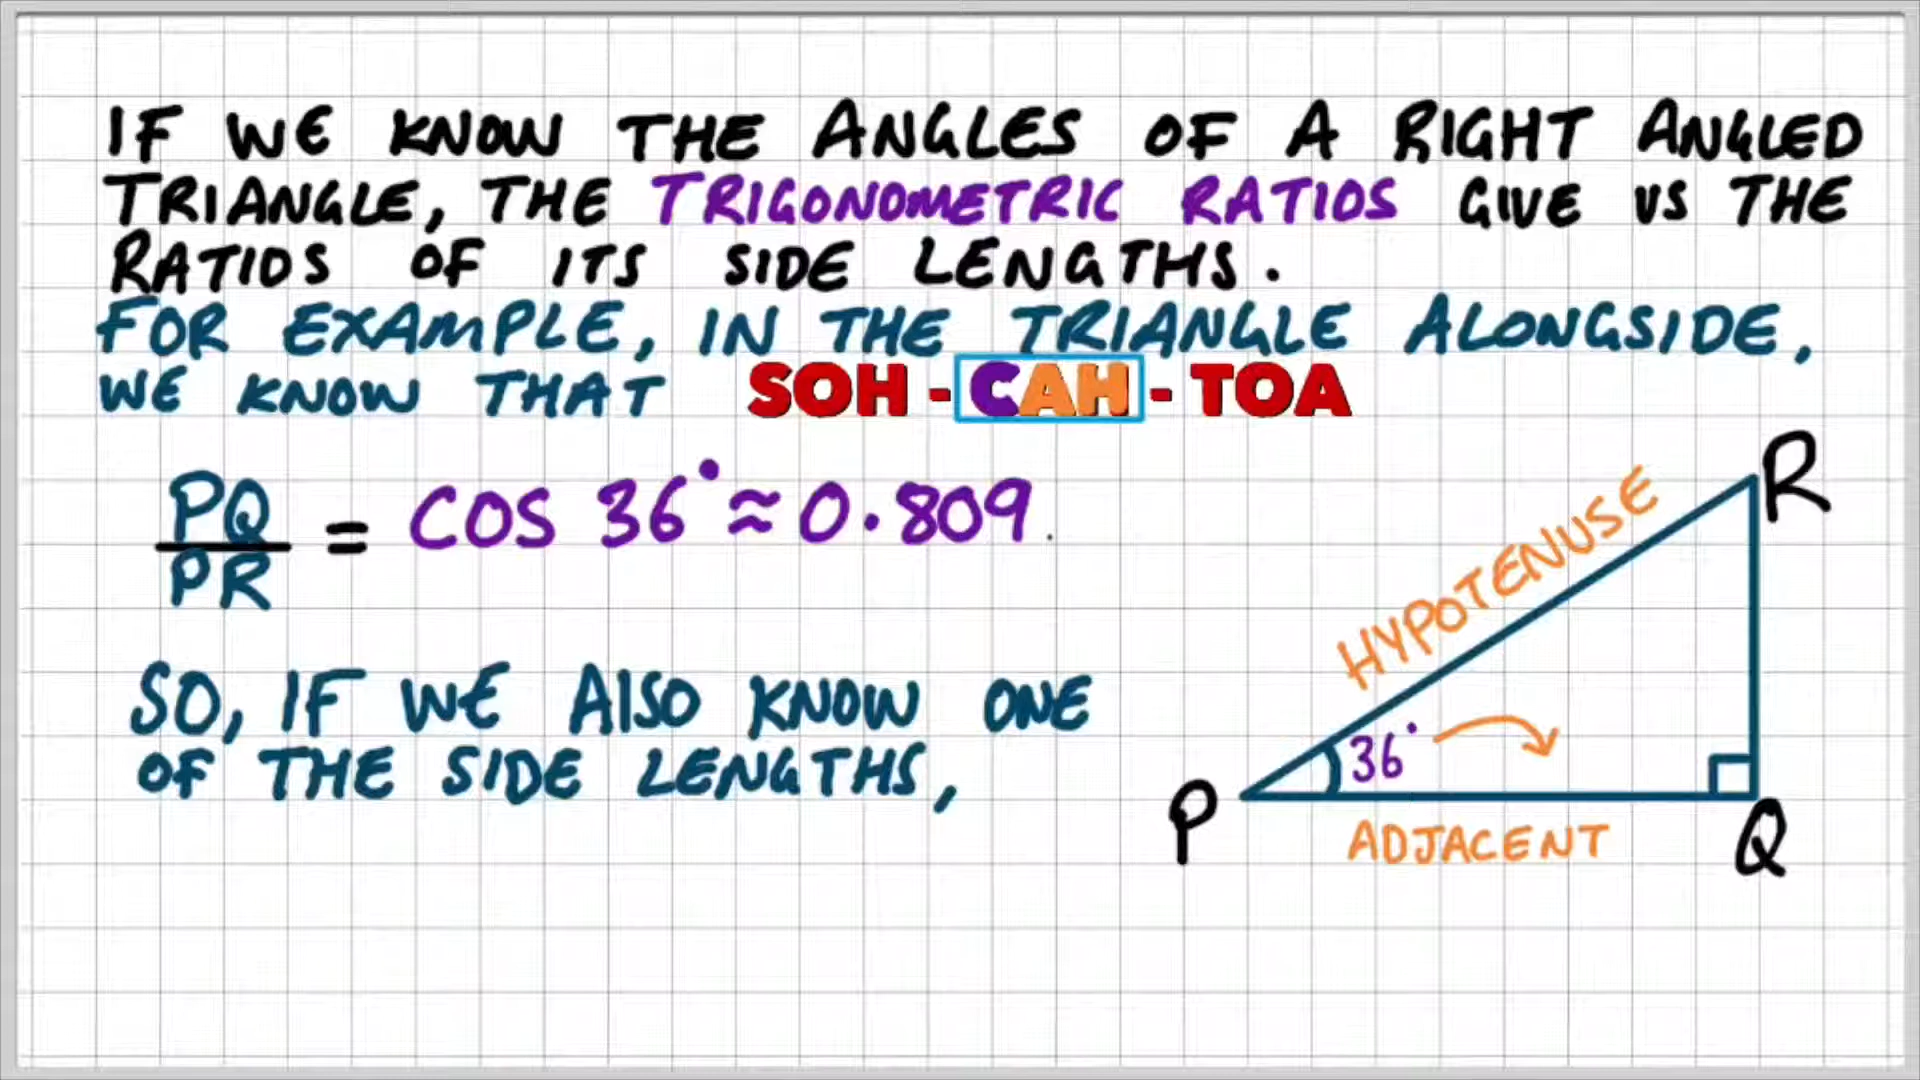 IF WE KNOW THE ANGLES OF A RIGHT ANGLED
TRIANGLE, THE TRIGONOMETRIC RATIOS GIVE US THE
RATIOS OF ITS SIDE LENGTHS.
FOR EXAMPLE, IN THE TRIANGLE ALONGSIDE,
WE KNOW THAT SOH - CAH - TOA
PQ
PR
= COS 36° ≈ 0.809.
SO, IF WE ALSO KNOW ONE
OF THE SIDE LENGTHS,
R
HYPOTENUSE
36°
P
ADJACENT
Q